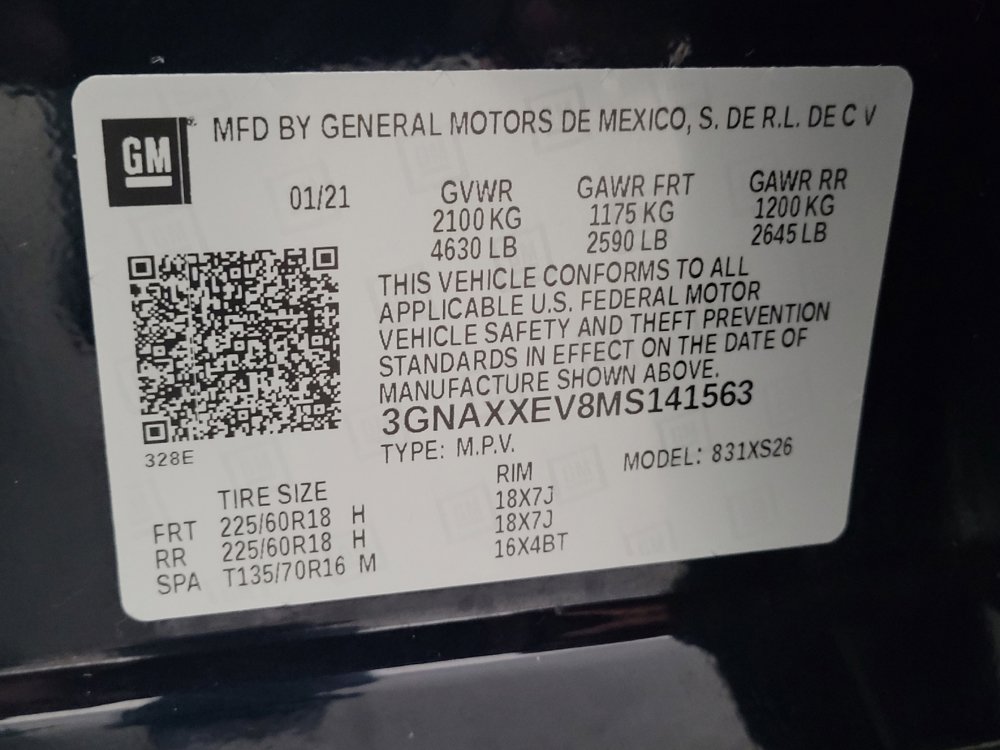 GM
MFD BY GENERAL MOTORS DE MEXICO, S. DE R.L. DE C V
01/21
GVWR
2100 KG
4630 LB
GAWR FRT
1175 KG
2590 LB
GAWR RR
1200 KG
2645 LB
THIS VEHICLE CONFORMS TO ALL
APPLICABLE U.S. FEDERAL MOTOR
VEHICLE SAFETY AND THEFT PREVENTION
STANDARDS IN EFFECT ON THE DATE OF
MANUFACTURE SHOWN ABOVE.
3GNAXXEV8MS141563
328E
TYPE: M.P.V.
MODEL: 831XS26
TIRE SIZE RIM
FRT 225/60R18 H 18X7J
RR 225/60R18 H 18X7J
SPA T135/70R16 M 16X4BT